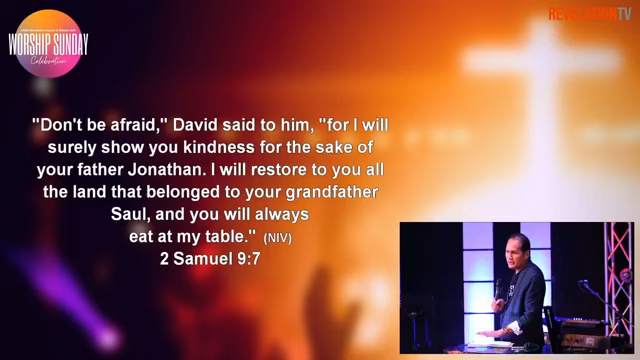 REVELATIONTV
WORSHIP SUNDAY
Celebration
"Don't be afraid," David said to him, "for I will
surely show you kindness for the sake of
your father Jonathan. I will restore to you all
the land that belonged to your grandfather
Saul, and you will always
eat at my table." (NIV)
2 Samuel 9:7